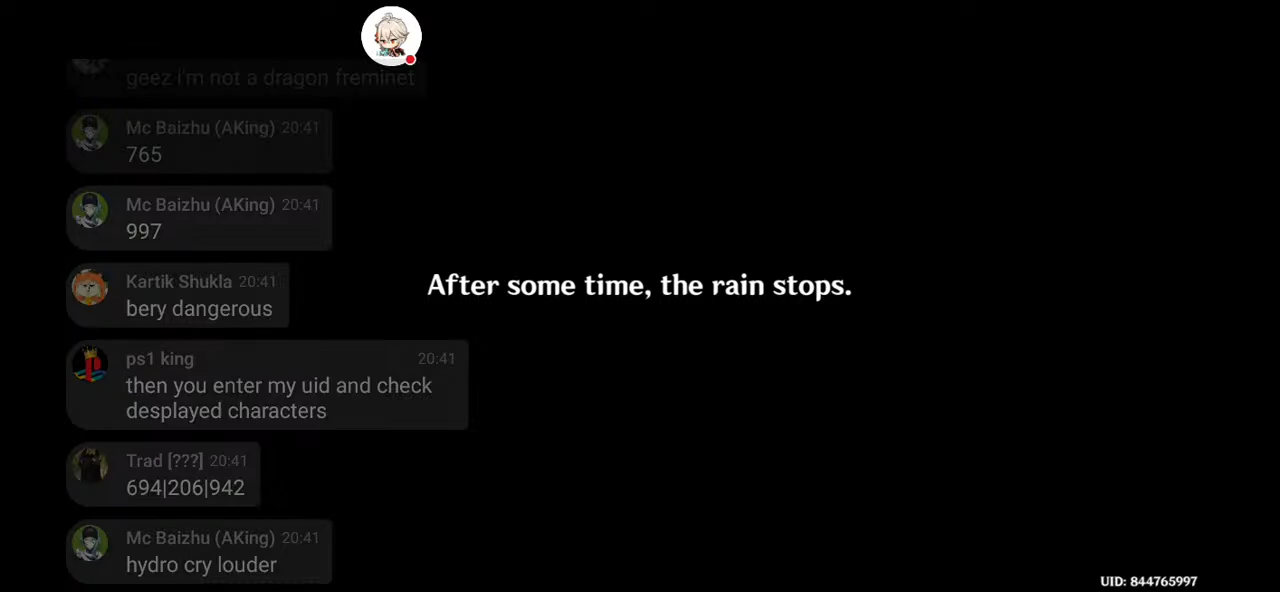 geez i'm not a dragon freminet
Mc Baizhu (AKing) 20:41
765
Mc Baizhu (AKing) 20:41
997
Kartik Shukla 20:41
bery dangerous
After some time, the rain stops.
ps1 king 20:41
then you enter my uid and check
desplayed characters
Trad [???] 20:41
694|206|942
Mc Baizhu (AKing) 20:41
hydro cry louder
UID: 844765997